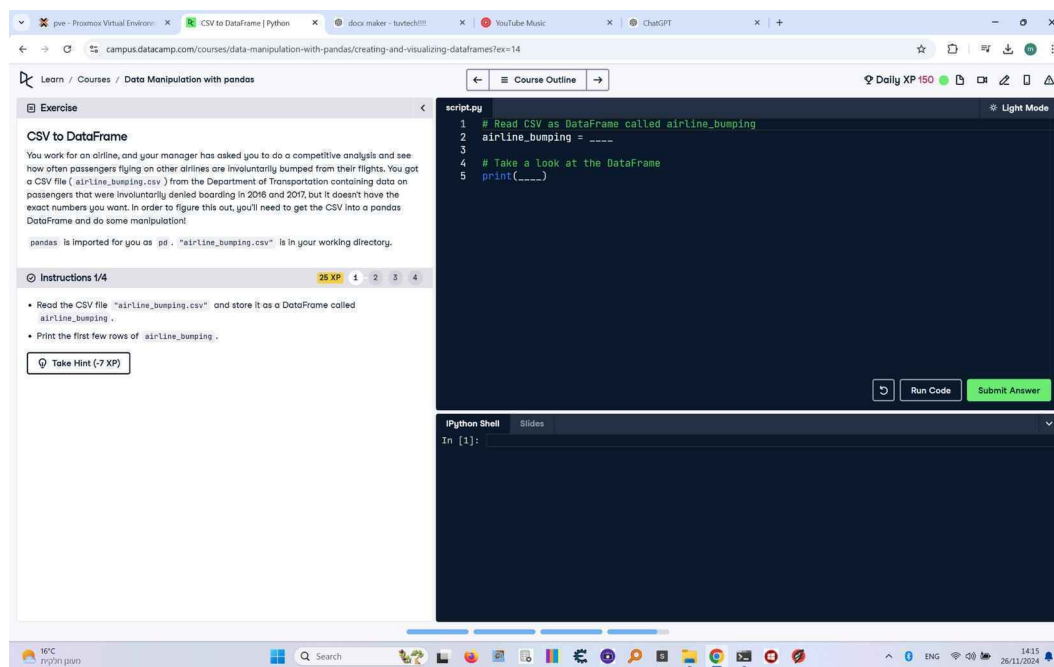 pve - Proxmox Virtual Environ
CSV to DataFrame | Python
docx maker - tuvtech!!!!
YouTube Music
ChatGPT
campus.datacamp.com/courses/data-manipulation-with-pandas/creating-and-visualizing-dataframes?ex=14
Learn / Courses / Data Manipulation with pandas
Course Outline
Daily XP 150
Exercise
CSV to DataFrame
You work for an airline, and your manager has asked you to do a competitive analysis and see
how often passengers flying on other airlines are involuntarily bumped from their flights. You got
a CSV file ( airline_bumping.csv ) from the Department of Transportation containing data on
passengers that were involuntarily denied boarding in 2016 and 2017, but it doesn't have the
exact numbers you want. In order to figure this out, you'll need to get the CSV into a pandas
DataFrame and do some manipulation!
pandas is imported for you as pd . "airline_bumping.csv" is in your working directory.
Instructions 1/4
25 XP 1 2 3 4
• Read the CSV file "airline_bumping.csv" and store it as a DataFrame called
airline_bumping .
• Print the first few rows of airline_bumping .
Take Hint (-7 XP)
script.py
Light Mode
1 # Read CSV as DataFrame called airline_bumping
2 airline_bumping = ____
3
4 # Take a look at the DataFrame
5 print(____)
Run Code
Submit Answer
IPython Shell
Slides
In [1]:
16°C
מעונן חלקית
Search
ENG
14:15
26/11/2024